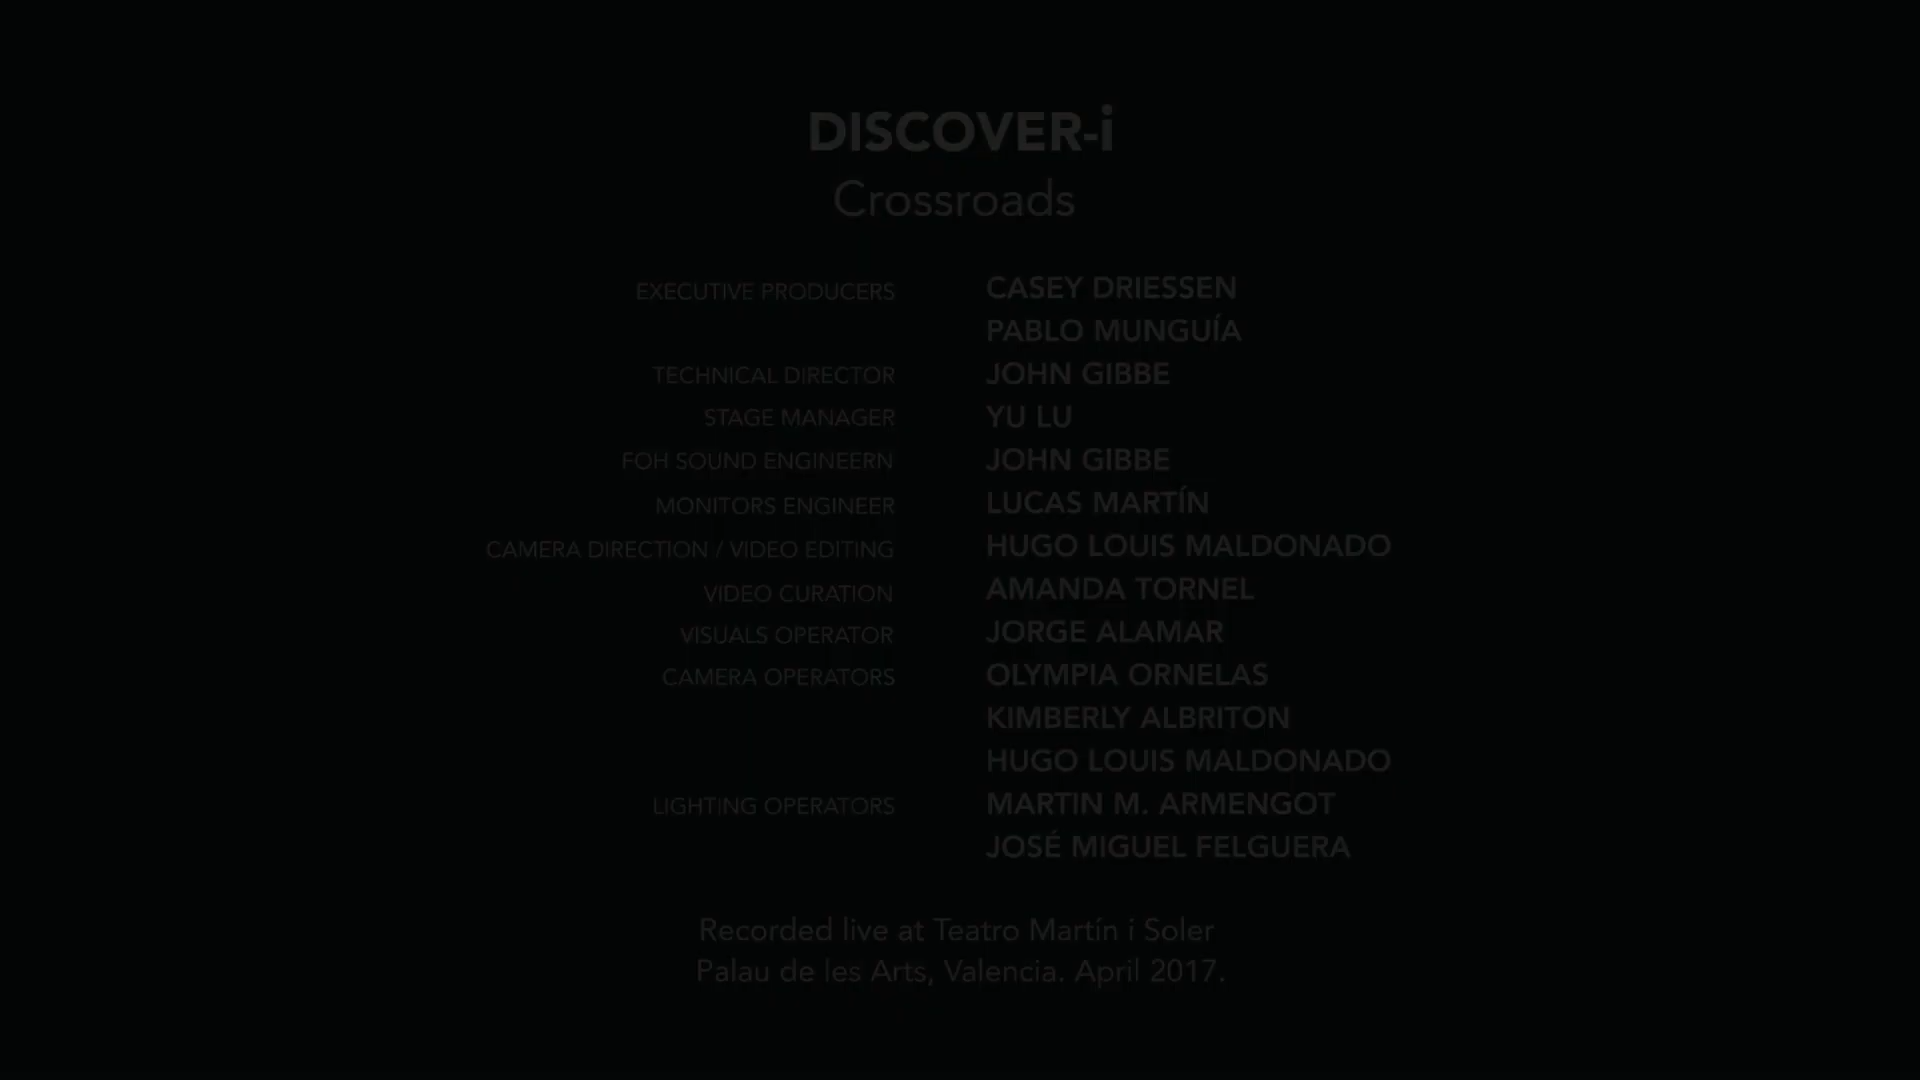 DISCOVER-i
Crossroads
EXECUTIVE PRODUCERS CASEY DRIESSEN
PABLO MUNGUÍA
TECHNICAL DIRECTOR JOHN GIBBE
STAGE MANAGER YU LU
FOH SOUND ENGINEERN JOHN GIBBE
MONITORS ENGINEER LUCAS MARTÍN
CAMERA DIRECTION / VIDEO EDITING HUGO LOUIS MALDONADO
VIDEO CURATION AMANDA TORNEL
VISUALS OPERATOR JORGE ALAMAR
CAMERA OPERATORS OLYMPIA ORNELAS
KIMBERLY ALBRITON
HUGO LOUIS MALDONADO
LIGHTING OPERATORS MARTIN M. ARMENGOT
JOSÉ MIGUEL FELGUERA
Recorded live at Teatro Martín i Soler
Palau de les Arts, Valencia. April 2017.